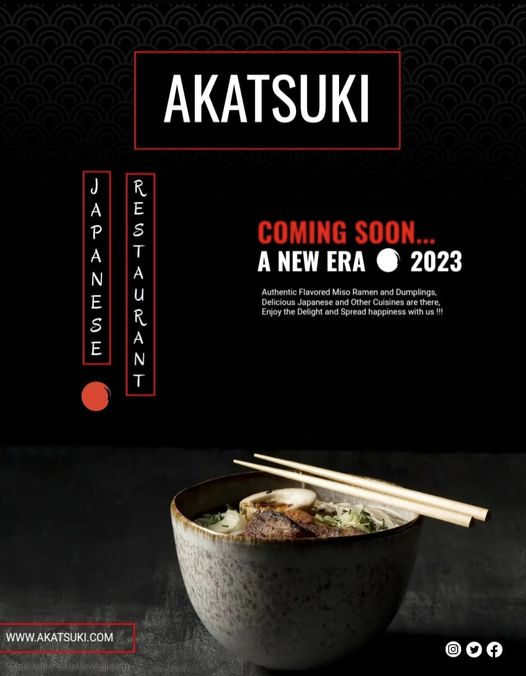 AKATSUKI
JAPANESE
RESTAURANT
COMING SOON...
A NEW ERA 2023
Authentic Flavored Miso Ramen and Dumplings,
Delicious Japanese and Other Cuisines are there,
Enjoy the Delight and Spread happiness with us !!!
WWW.AKATSUKI.COM
Made with PosterMyWall.com